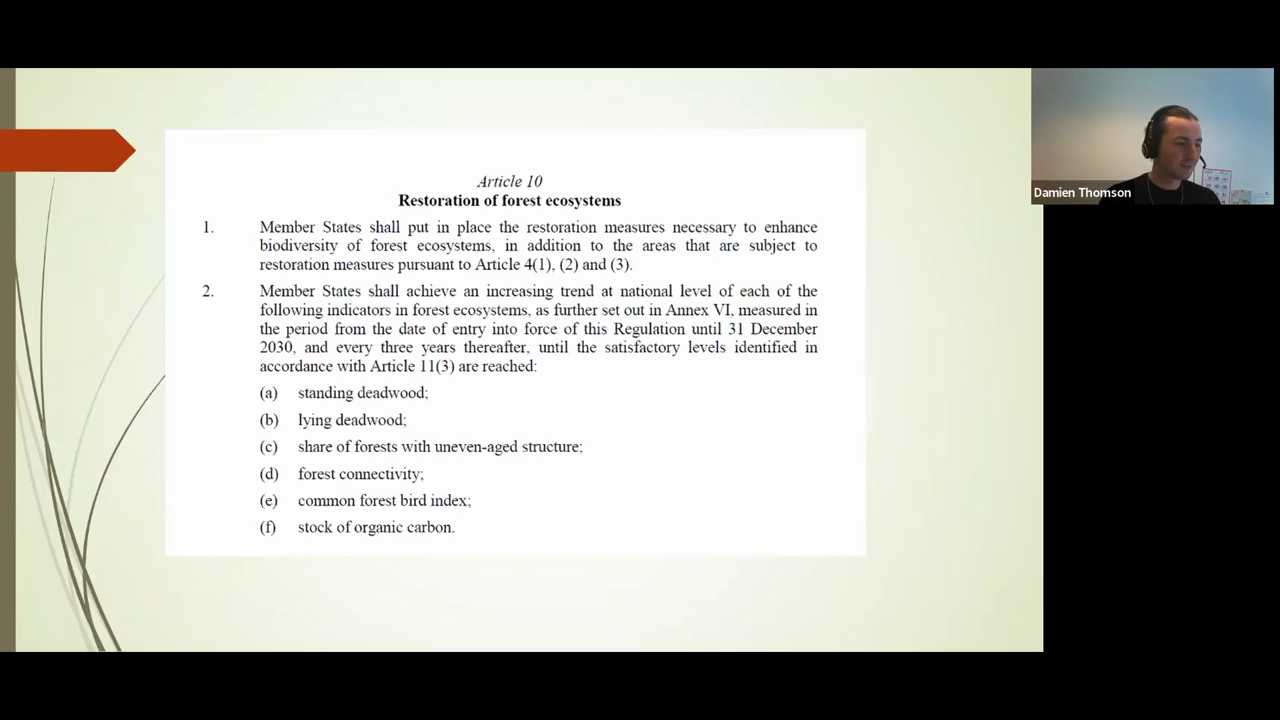 Article 10
Restoration of forest ecosystems
1. Member States shall put in place the restoration measures necessary to enhance
biodiversity of forest ecosystems, in addition to the areas that are subject to
restoration measures pursuant to Article 4(1), (2) and (3).
2. Member States shall achieve an increasing trend at national level of each of the
following indicators in forest ecosystems, as further set out in Annex VI, measured in
the period from the date of entry into force of this Regulation until 31 December
2030, and every three years thereafter, until the satisfactory levels identified in
accordance with Article 11(3) are reached:
(a) standing deadwood;
(b) lying deadwood;
(c) share of forests with uneven-aged structure;
(d) forest connectivity;
(e) common forest bird index;
(f) stock of organic carbon.
Damien Thomson